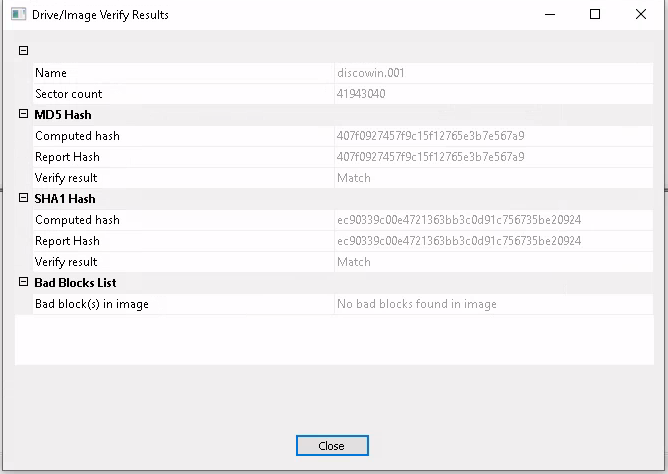 Drive/Image Verify Results
Name discowin.001
Sector count 41943040
MD5 Hash
Computed hash 407f0927457f9c15f12765e3b7e567a9
Report Hash 407f0927457f9c15f12765e3b7e567a9
Verify result Match
SHA1 Hash
Computed hash ec90339c00e4721363bb3c0d91c756735be20924
Report Hash ec90339c00e4721363bb3c0d91c756735be20924
Verify result Match
Bad Blocks List
Bad block(s) in image No bad blocks found in image
Close